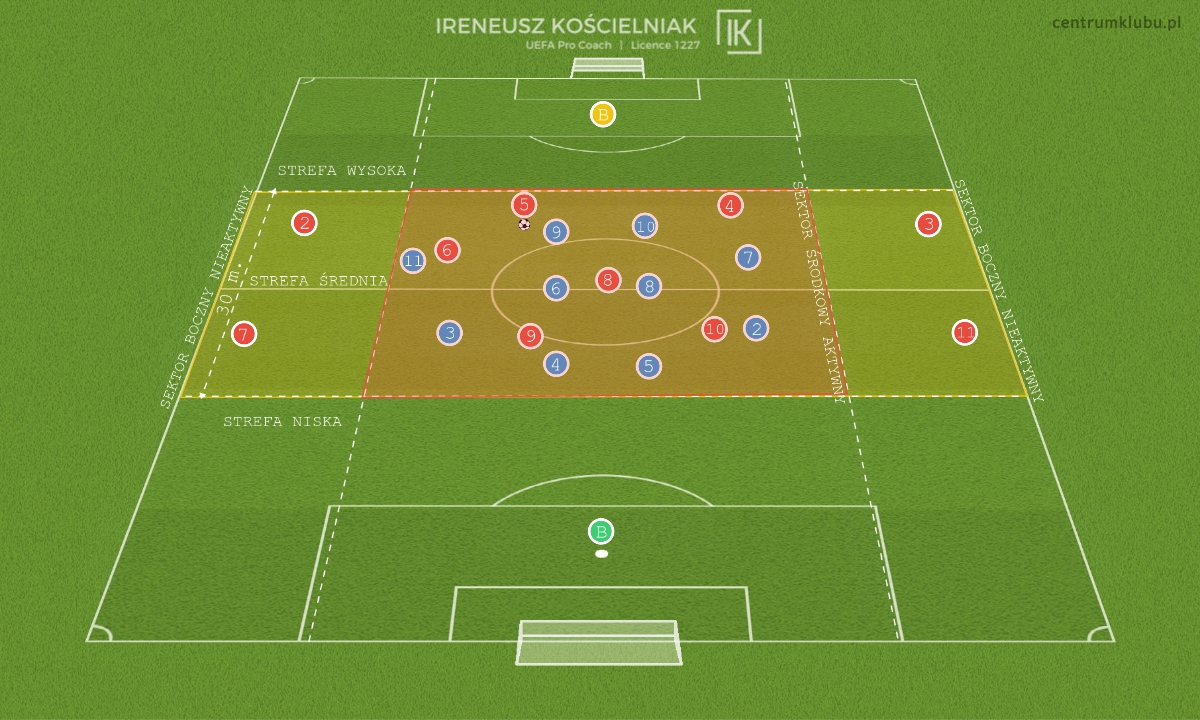 IRENEUSZ KOŚCIELNIAK
UEFA Pro Coach | Licence 1227
IK
centrumklubu.pl
B
STREFA WYSOKA
5
4
2
3
9
10
6
11
7
STREFA ŚREDNIA
8
6
8
30 m.
SEKTOR BOCZNY NIEAKTYWNY
SEKTOR ŚRODKOWY AKTYWNY
SEKTOR BOCZNY NIEAKTYWNY
7
3
9
10
2
11
4
5
STREFA NISKA
B